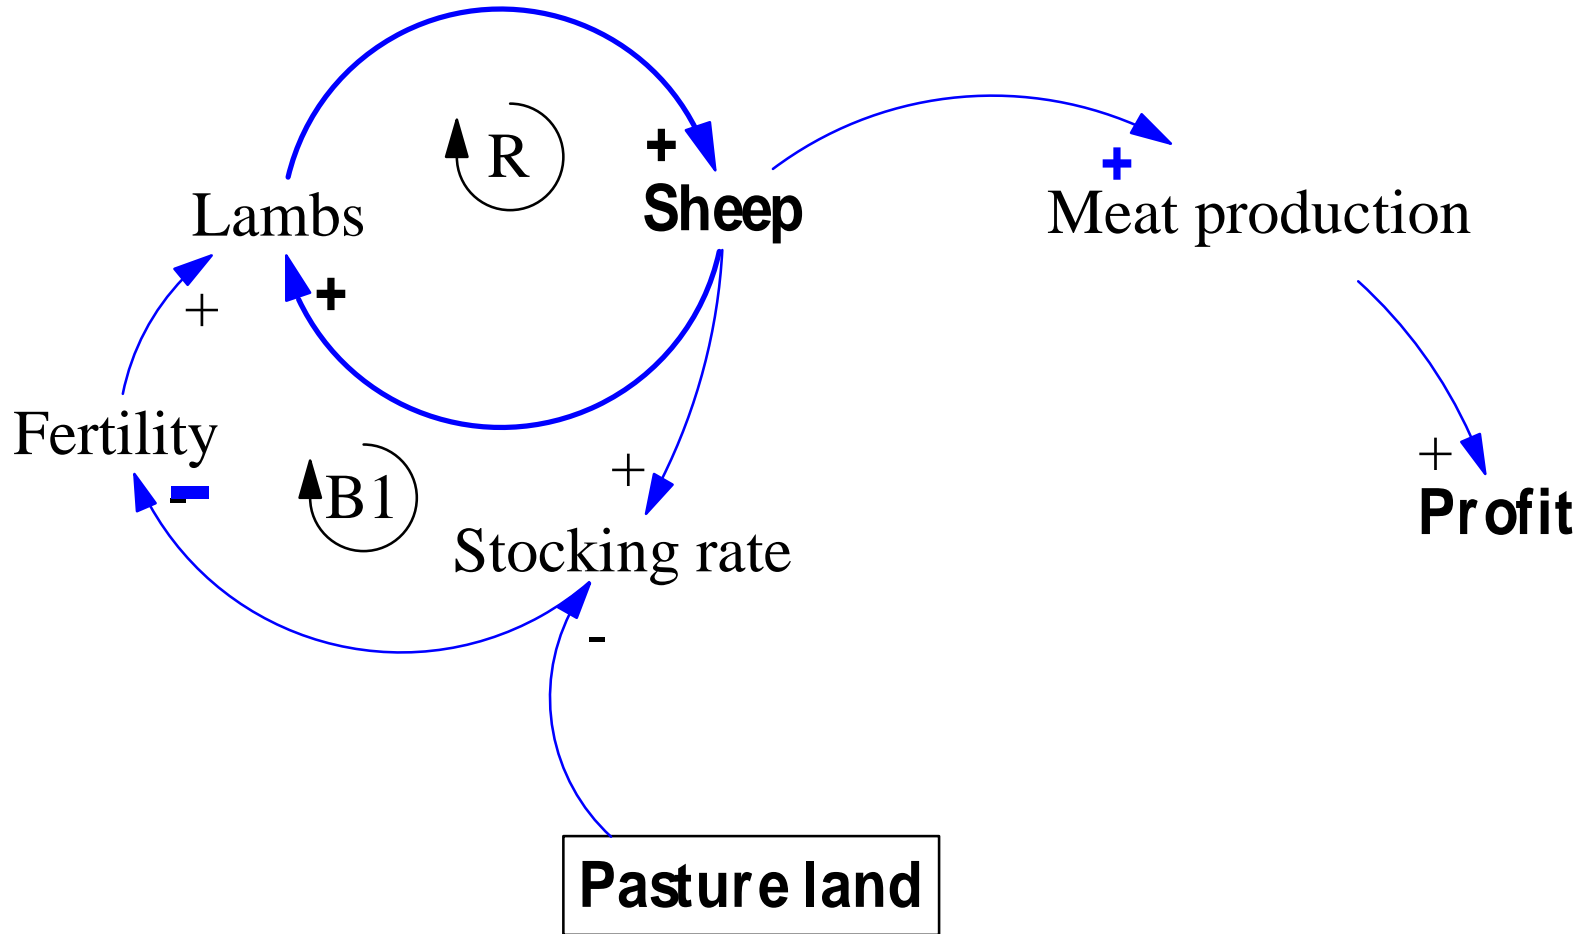 R
+
Lambs
Sheep
+
Meat production
+
+
Fertility
+
+
Profit
-
B1
Stocking rate
-
Pasture land